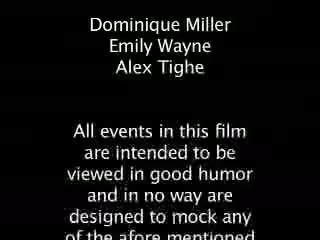 Dominique Miller
Emily Wayne
Alex Tighe
All events in this film
are intended to be
viewed in good humor
and in no way are
designed to mock any
of the afore mentioned